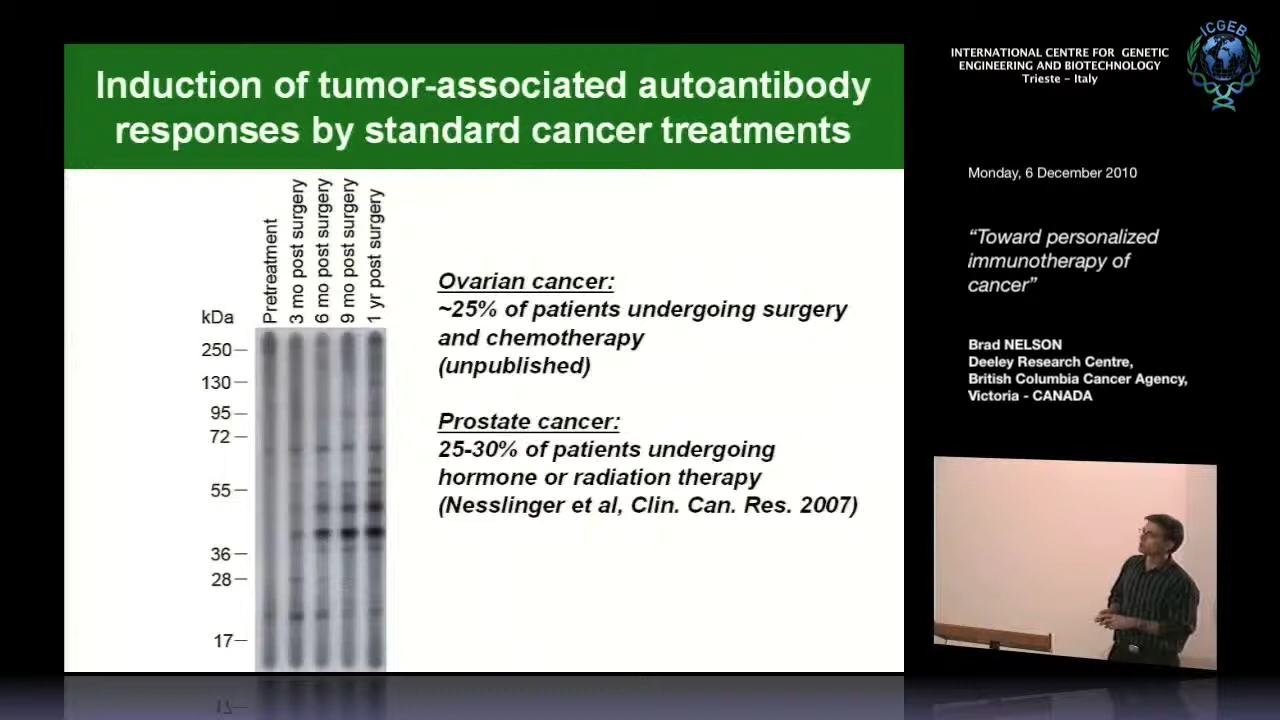 Induction of tumor-associated autoantibody
responses by standard cancer treatments
Pretreatment
3 mo post surgery
6 mo post surgery
9 mo post surgery
1 yr post surgery
kDa
250
130
95
72
55
36
28
17
Ovarian cancer:
~25% of patients undergoing surgery
and chemotherapy
(unpublished)
Prostate cancer:
25-30% of patients undergoing
hormone or radiation therapy
(Nesslinger et al, Clin. Can. Res. 2007)
INTERNATIONAL CENTRE FOR GENETIC
ENGINEERING AND BIOTECHNOLOGY
Trieste - Italy
ICGEB
Monday, 6 December 2010
“Toward personalized
immunotherapy of
cancer”
Brad NELSON
Deeley Research Centre,
British Columbia Cancer Agency,
Victoria - CANADA